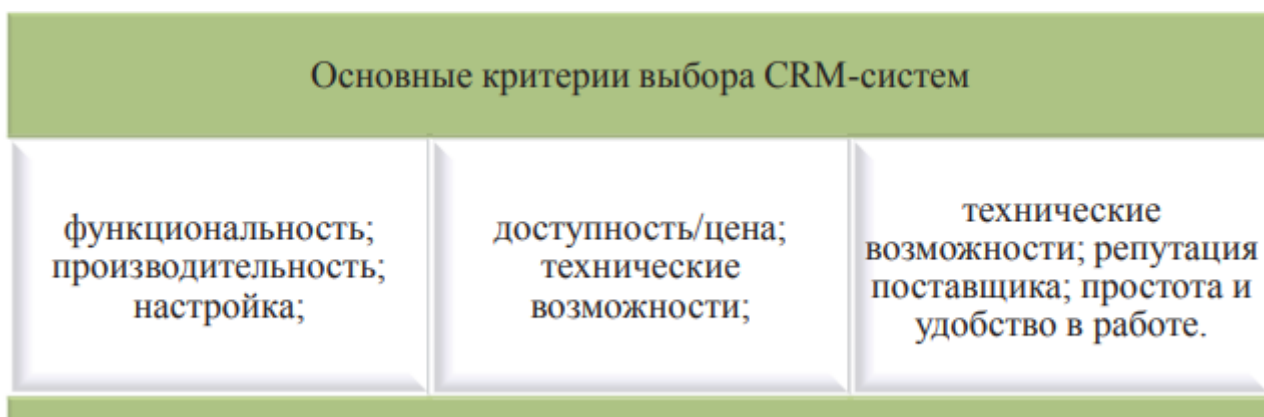 Основные критерии выбора CRM-систем
функциональность;
производительность;
настройка;
доступность/цена;
технические
возможности;
технические
возможности; репутация
поставщика; простота и
удобство в работе.